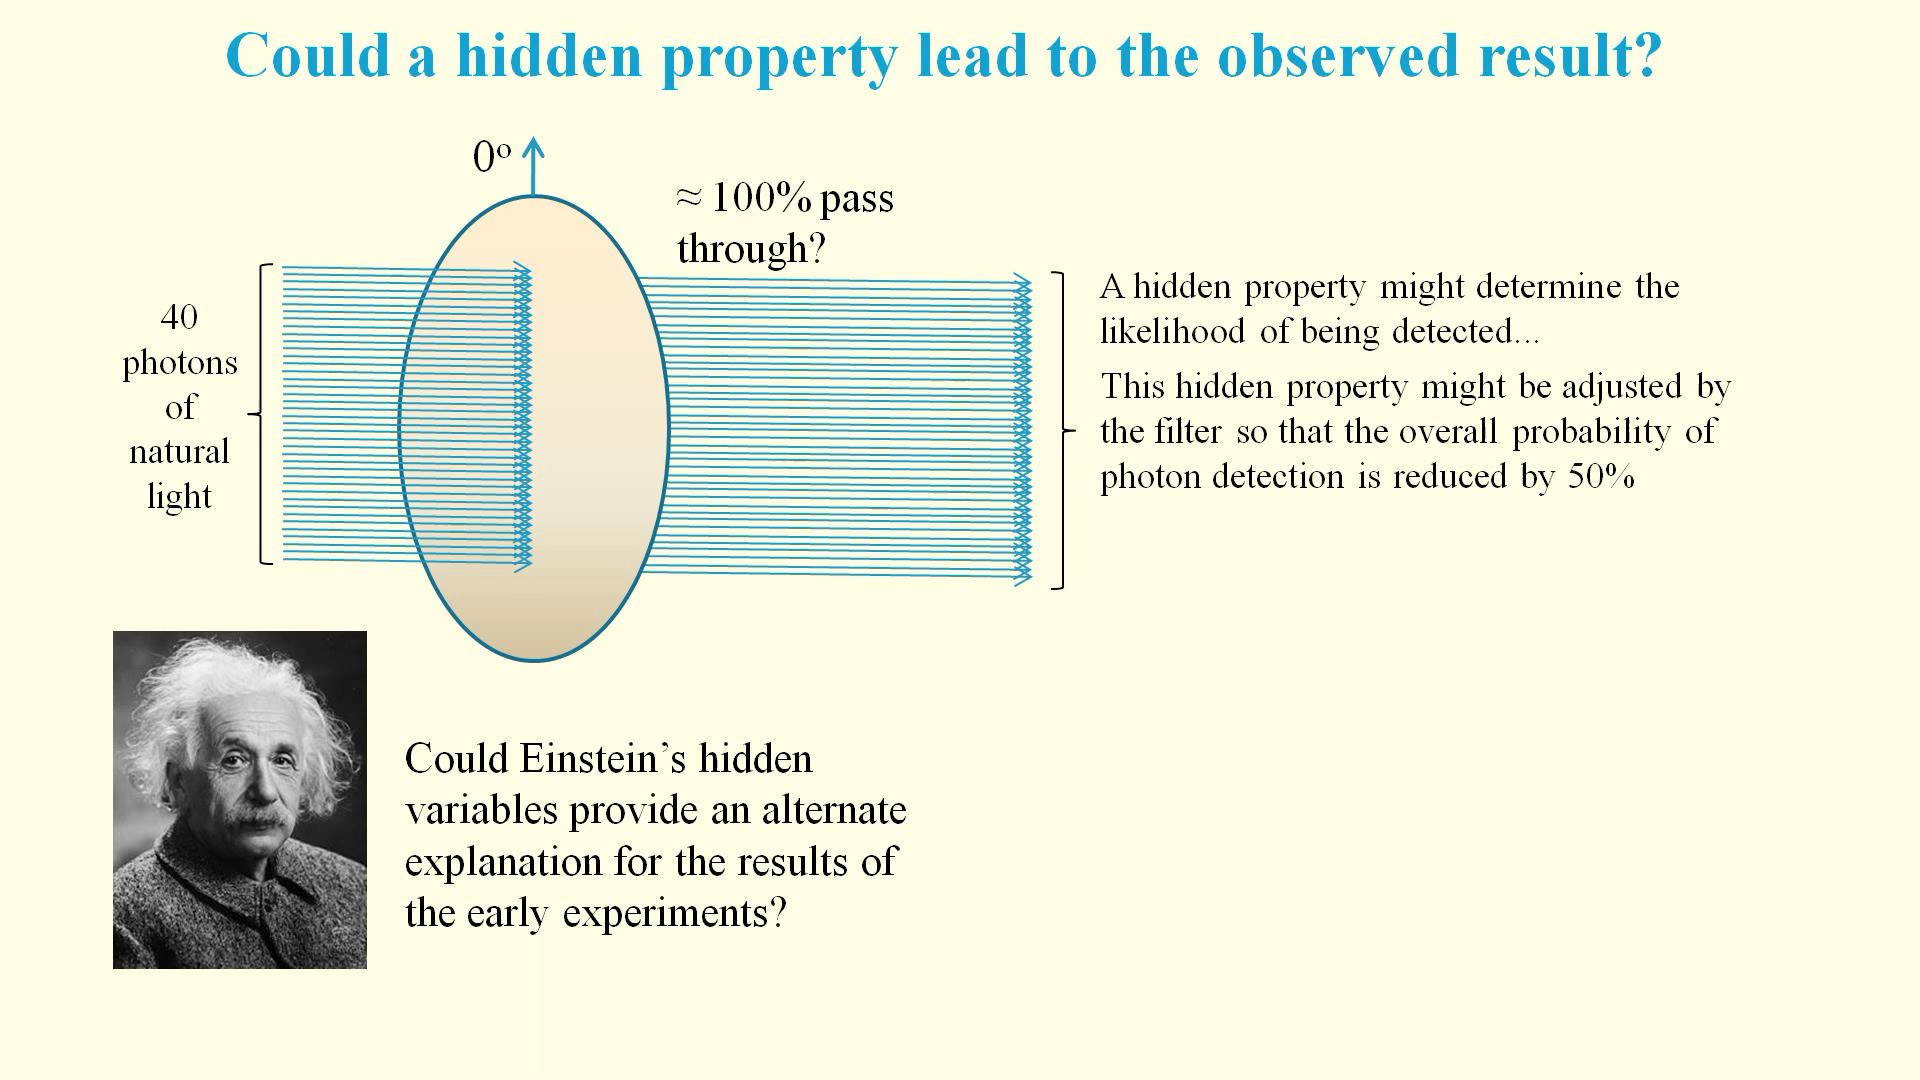 Could a hidden property lead to the observed result?
0º
≈ 100% pass
through?
40
photons
of
natural
light
A hidden property might determine the
likelihood of being detected...
This hidden property might be adjusted by
the filter so that the overall probability of
photon detection is reduced by 50%
Could Einstein’s hidden
variables provide an alternate
explanation for the results of
the early experiments?